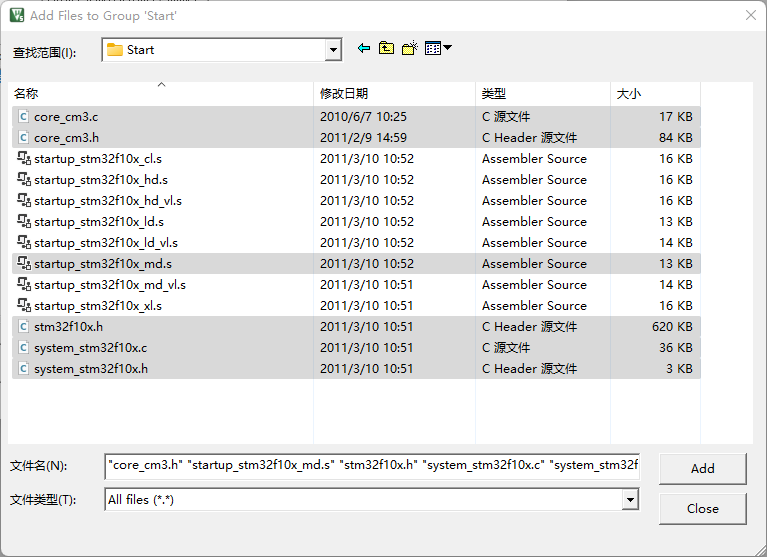 Add Files to Group 'Start'
查找范围(I): Start
名称 修改日期 类型 大小
core_cm3.c 2010/6/7 10:25 C 源文件 17 KB
core_cm3.h 2011/2/9 14:59 C Header 源文件 84 KB
startup_stm32f10x_cl.s 2011/3/10 10:52 Assembler Source 16 KB
startup_stm32f10x_hd.s 2011/3/10 10:52 Assembler Source 16 KB
startup_stm32f10x_hd_vl.s 2011/3/10 10:52 Assembler Source 16 KB
startup_stm32f10x_ld.s 2011/3/10 10:52 Assembler Source 13 KB
startup_stm32f10x_ld_vl.s 2011/3/10 10:52 Assembler Source 14 KB
startup_stm32f10x_md.s 2011/3/10 10:52 Assembler Source 13 KB
startup_stm32f10x_md_vl.s 2011/3/10 10:51 Assembler Source 14 KB
startup_stm32f10x_xl.s 2011/3/10 10:51 Assembler Source 16 KB
stm32f10x.h 2011/3/10 10:51 C Header 源文件 620 KB
system_stm32f10x.c 2011/3/10 10:51 C 源文件 36 KB
system_stm32f10x.h 2011/3/10 10:51 C Header 源文件 3 KB
文件名(N): "core_cm3.h" "startup_stm32f10x_md.s" "stm32f10x.h" "system_stm32f10x.c" "system_stm32f Add
文件类型(T): All files (*.*) Close